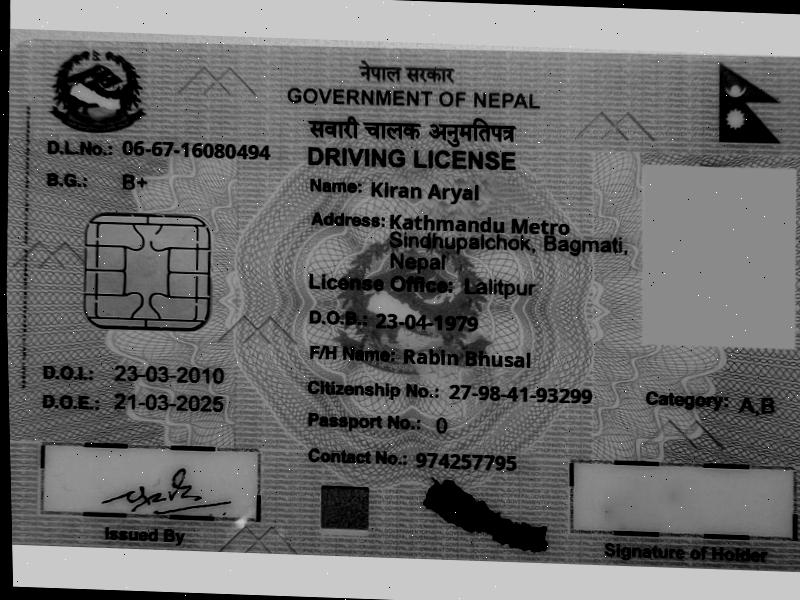 नेपाल सरकार
GOVERNMENT OF NEPAL
सवारी चालक अनुमतिपत्र
DRIVING LICENSE
D.L.No.: 06-67-16080494
B.G.: B+
Name: Kiran Aryal
Address: Kathmandu Metro
Sindhupalchok, Bagmati,
Nepal
License Office: Lalitpur
D.O.B.: 23-04-1979
F/H Name: Rabin Bhusal
D.O.I.: 23-03-2010
D.O.E.: 21-03-2025
Citizenship No.: 27-98-41-93299
Category: A,B
Passport No.: 0
Contact No.: 974257795
Issued By
Signature of Holder